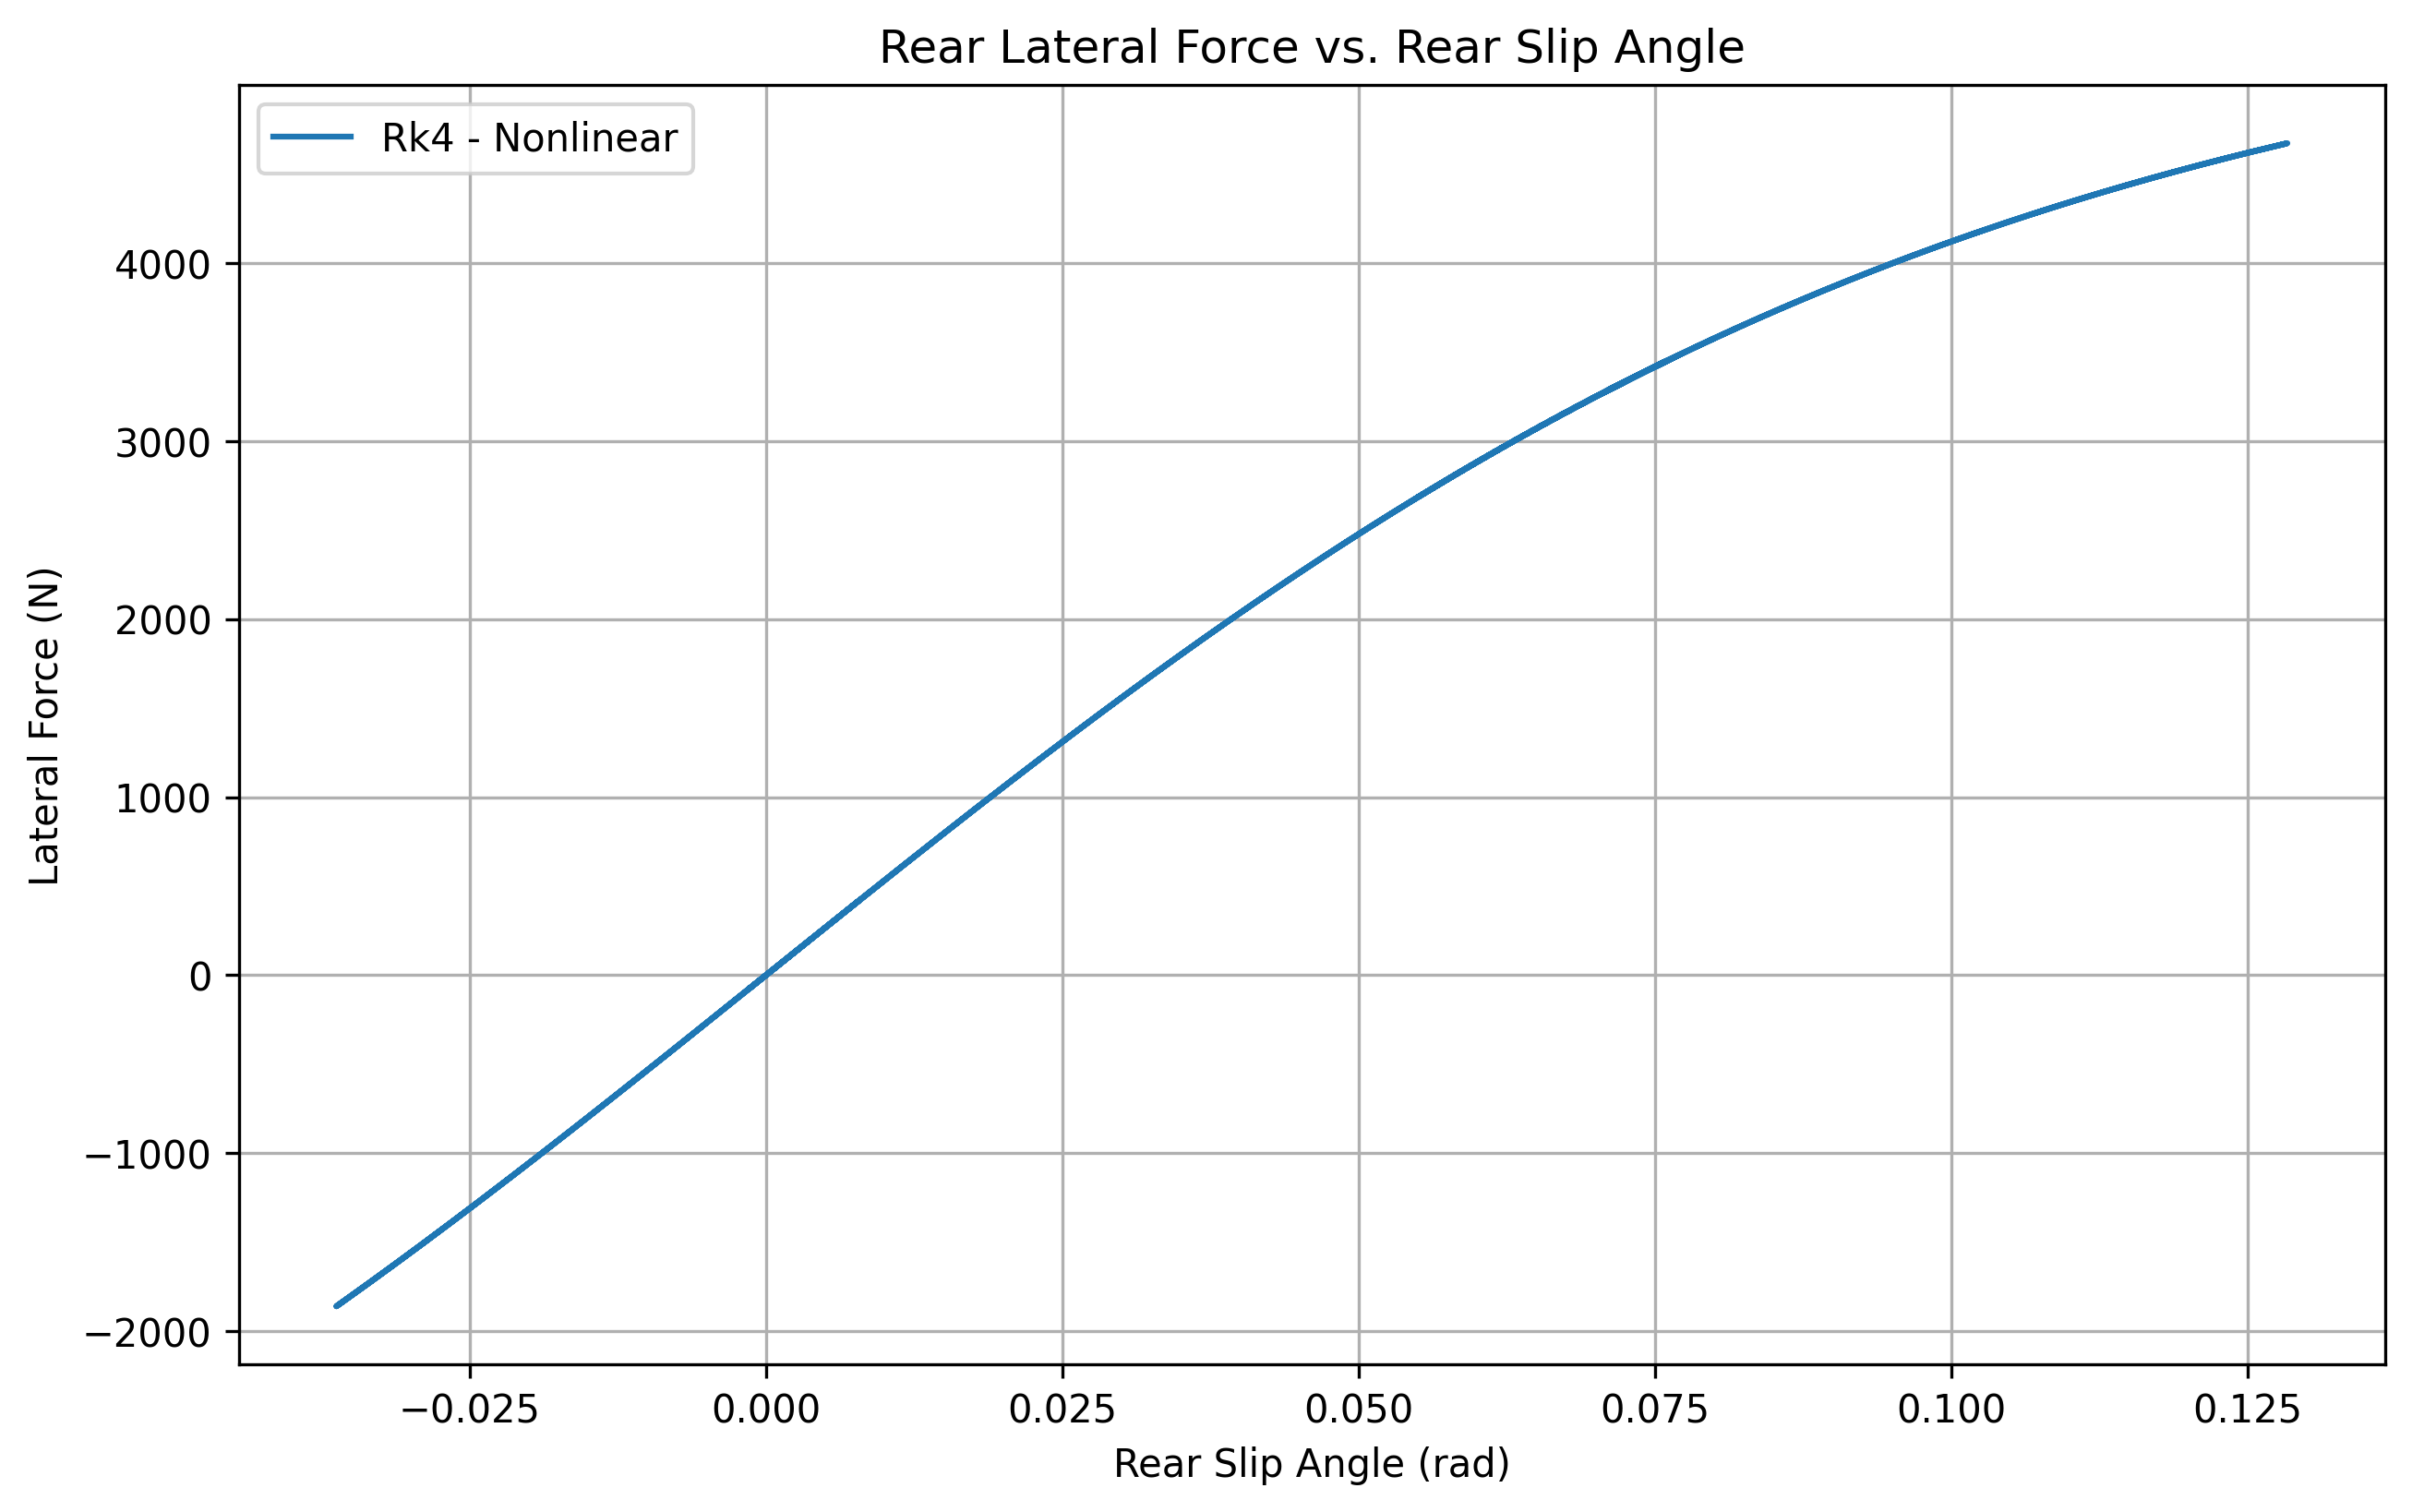 Rear Lateral Force vs. Rear Slip Angle
Rk4 - Nonlinear
Lateral Force (N)
4000
3000
2000
1000
0
−1000
−2000
−0.025 0.000 0.025 0.050 0.075 0.100 0.125
Rear Slip Angle (rad)